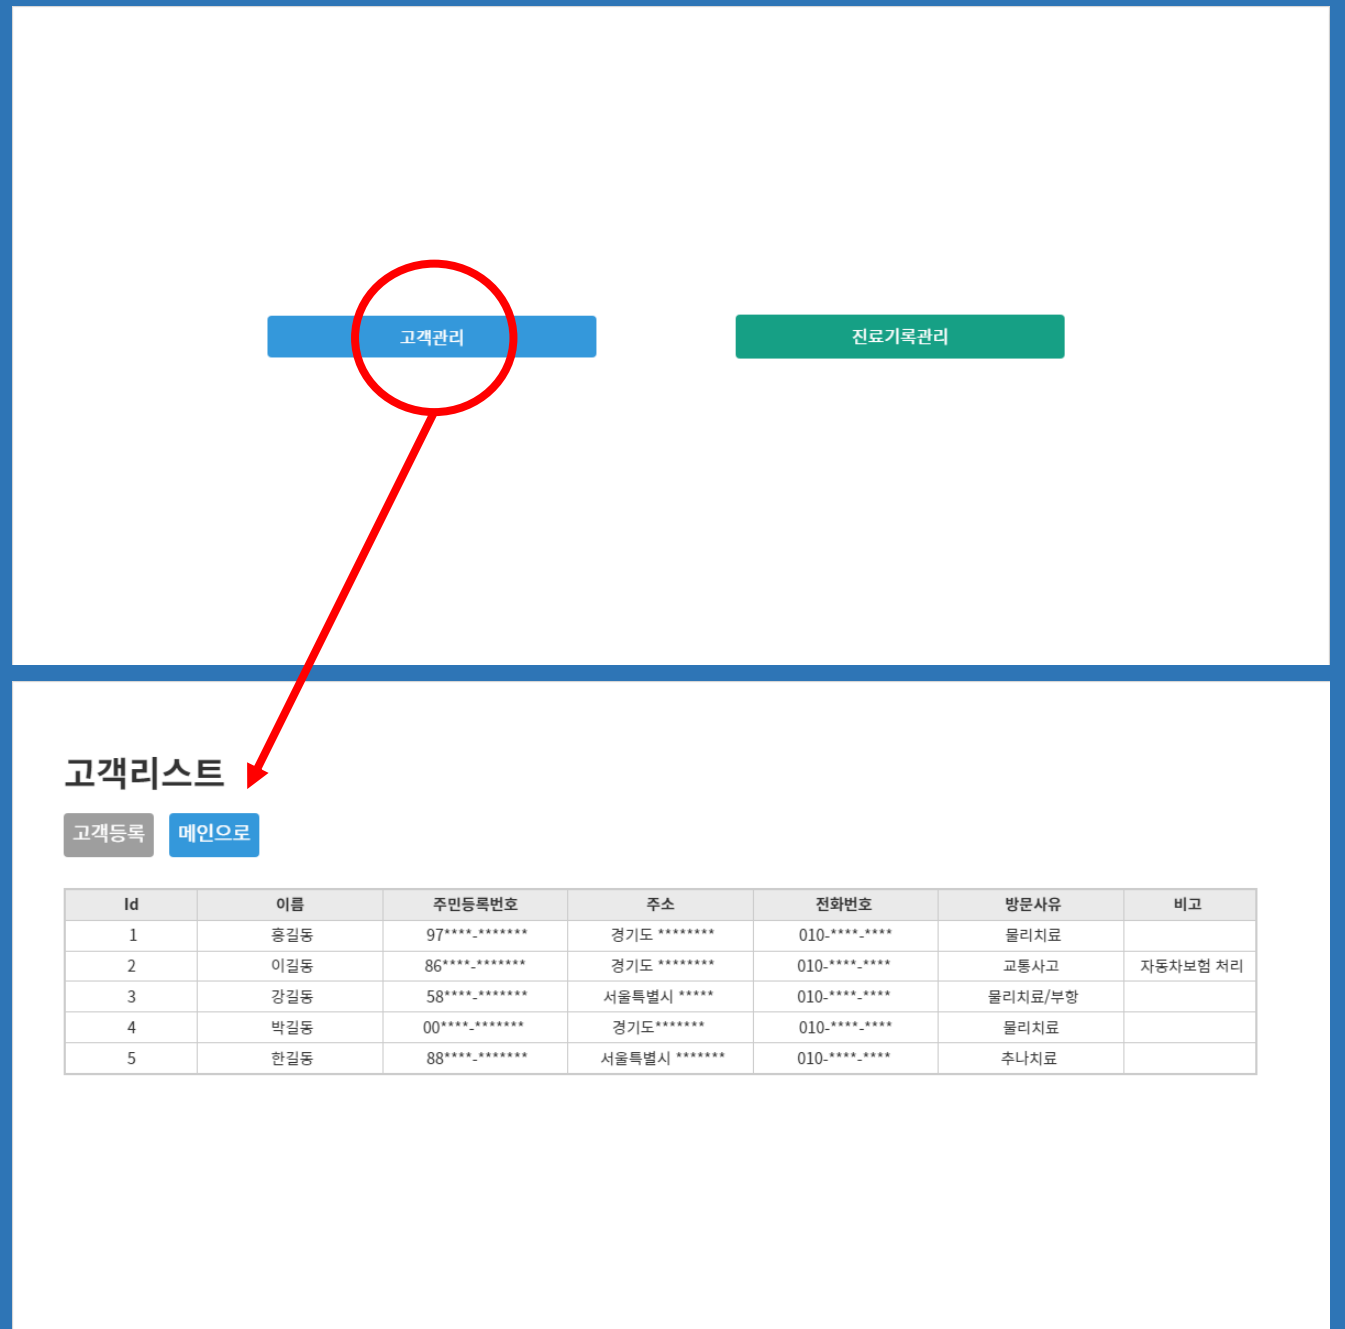 고객관리
진료기록관리
고객리스트
고객등록 메인으로
Id 이름 주민등록번호 주소 전화번호 방문사유 비고
1 홍길동 97****-******* 경기도 ******** 010-****-**** 물리치료
2 이길동 86****-******* 경기도 ******** 010-****-**** 교통사고 자동차보험 처리
3 강길동 58****-******* 서울특별시 ***** 010-****-**** 물리치료/부항
4 박길동 00****-******* 경기도******* 010-****-**** 물리치료
5 한길동 88****-******* 서울특별시 ******* 010-****-**** 추나치료